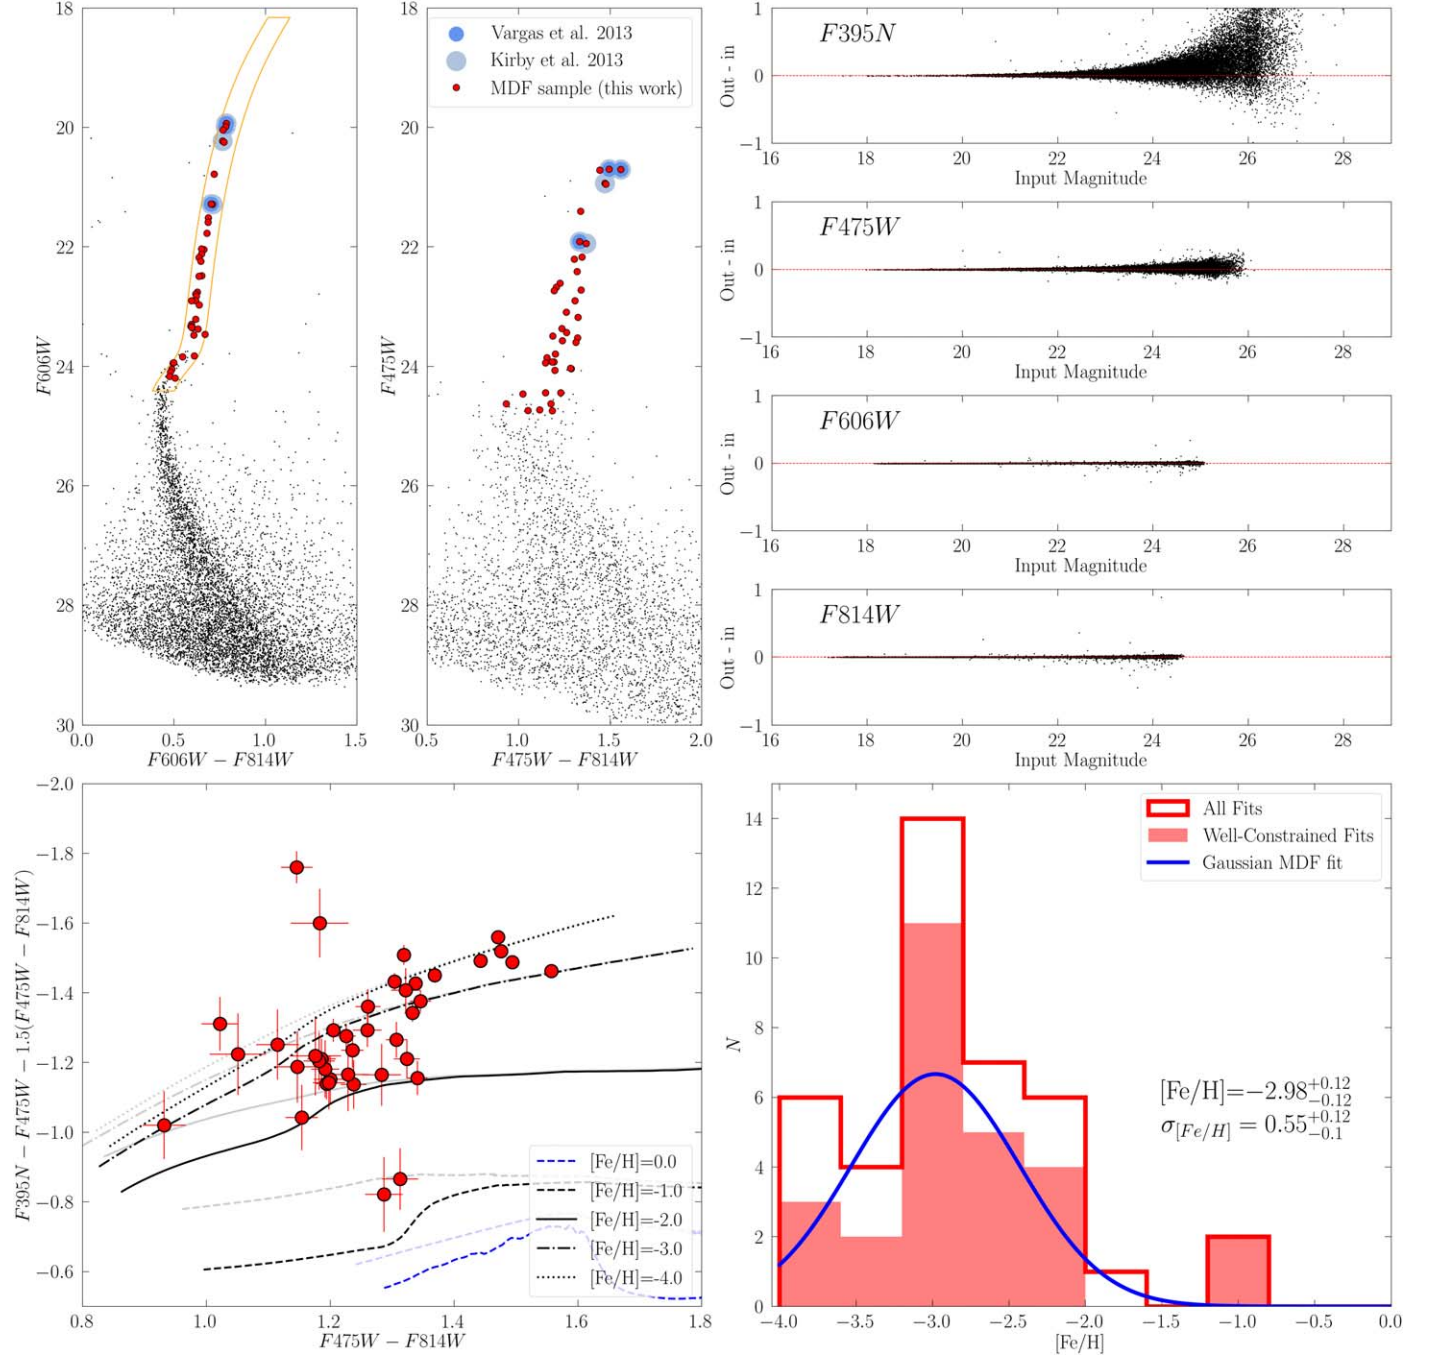 18
20
22
24
26
28
30
F606W
0.0 0.5 1.0 1.5
F606W − F814W
18
20
22
24
26
28
30
F475W
0.5 1.0 1.5 2.0
F475W − F814W
Vargas et al. 2013
Kirby et al. 2013
MDF sample (this work)
F395N
1
0
−1
Out - in
16 18 20 22 24 26 28
Input Magnitude
F475W
1
0
−1
Out - in
16 18 20 22 24 26 28
Input Magnitude
F606W
1
0
−1
Out - in
16 18 20 22 24 26 28
Input Magnitude
F814W
1
0
−1
Out - in
16 18 20 22 24 26 28
Input Magnitude
−2.0
−1.8
−1.6
−1.4
−1.2
−1.0
−0.8
−0.6
F395N − F475W − 1.5(F475W − F814W)
0.8 1.0 1.2 1.4 1.6 1.8
F475W − F814W
[Fe/H]=0.0
[Fe/H]=-1.0
[Fe/H]=-2.0
[Fe/H]=-3.0
[Fe/H]=-4.0
14
12
10
8
6
4
2
0
N
−4.0 −3.5 −3.0 −2.5 −2.0 −1.5 −1.0 −0.5 0.0
[Fe/H]
All Fits
Well-Constrained Fits
Gaussian MDF fit
[Fe/H]=−2.98+0.12−0.12
σ[Fe/H] = 0.55+0.12−0.1